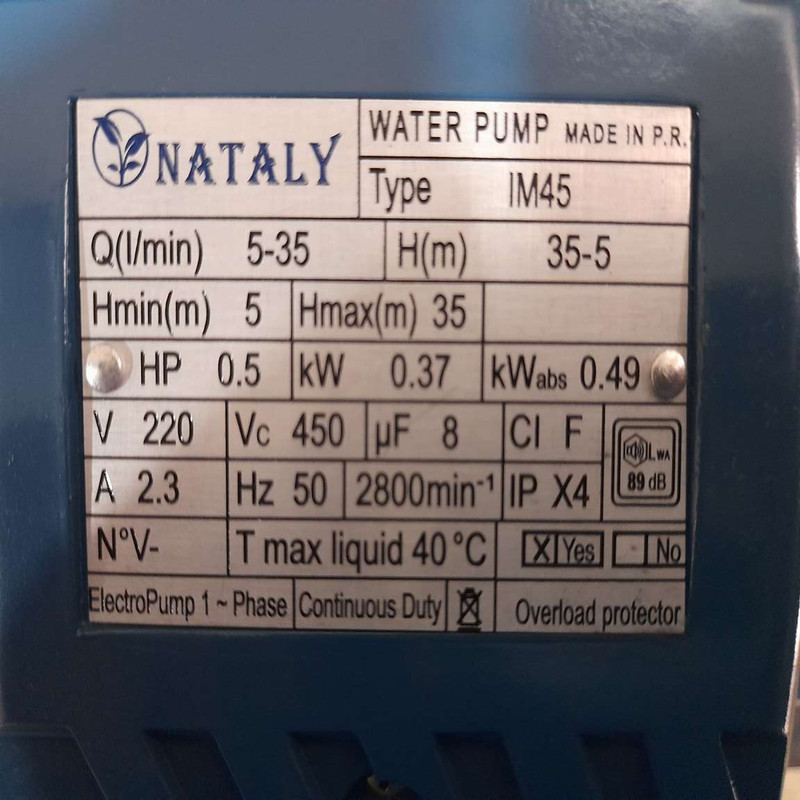 NATALY
WATER PUMP MADE IN P.R.
Type IM45
Q(l/min) 5-35 H(m) 35-5
Hmin(m) 5 Hmax(m) 35
HP 0.5 kW 0.37 kWabs 0.49
V 220 Vc 450 µF 8 Cl F
LWA
89 dB
A 2.3 Hz 50 2800min⁻¹ IP X4
N°V- T max liquid 40°C X Yes No
ElectroPump 1 ~ Phase Continuous Duty Overload protector